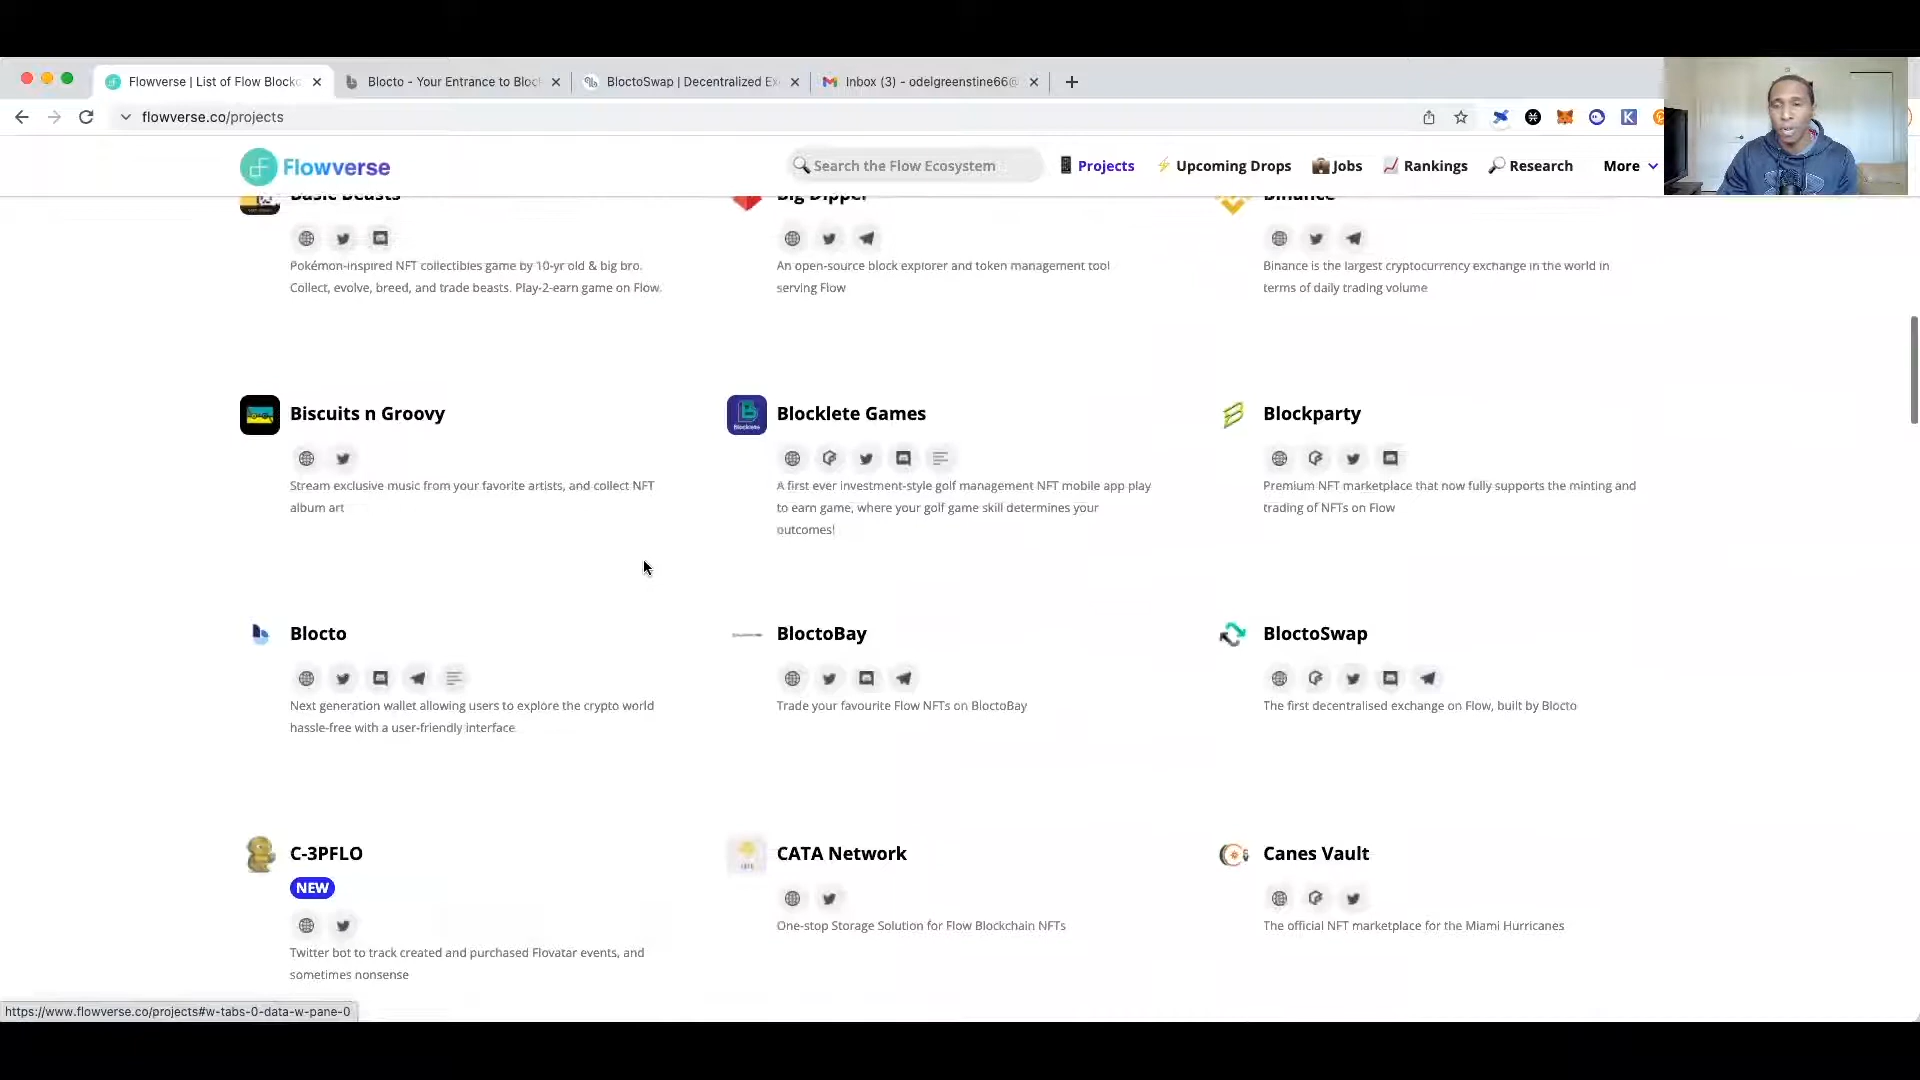 Flowverse | List of Flow Blockc
Blocto - Your Entrance to Bloc
BloctoSwap | Decentralized Ex
Inbox (3) - odelgreenstine66@
flowverse.co/projects
Flowverse
Search the Flow Ecosystem
Projects
Upcoming Drops
Jobs
Rankings
Research
More
Basic Beasts
Big Dipper
Binance
Pokémon-inspired NFT collectibles game by 10-yr old & big bro.
Collect, evolve, breed, and trade beasts. Play-2-earn game on Flow.
An open-source block explorer and token management tool
serving Flow
Binance is the largest cryptocurrency exchange in the world in
terms of daily trading volume
Biscuits n Groovy
Stream exclusive music from your favorite artists, and collect NFT
album art
Blocklete Games
A first ever investment-style golf management NFT mobile app play
to earn game, where your golf game skill determines your
outcomes!
Blockparty
Premium NFT marketplace that now fully supports the minting and
trading of NFTs on Flow
Blocto
Next generation wallet allowing users to explore the crypto world
hassle-free with a user-friendly interface
BloctoBay
Trade your favourite Flow NFTs on BloctoBay
BloctoSwap
The first decentralised exchange on Flow, built by Blocto
C-3PFLO
NEW
Twitter bot to track created and purchased Flovatar events, and
sometimes nonsense
CATA Network
One-stop Storage Solution for Flow Blockchain NFTs
Canes Vault
The official NFT marketplace for the Miami Hurricanes
https://www.flowverse.co/projects#w-tabs-0-data-w-pane-0